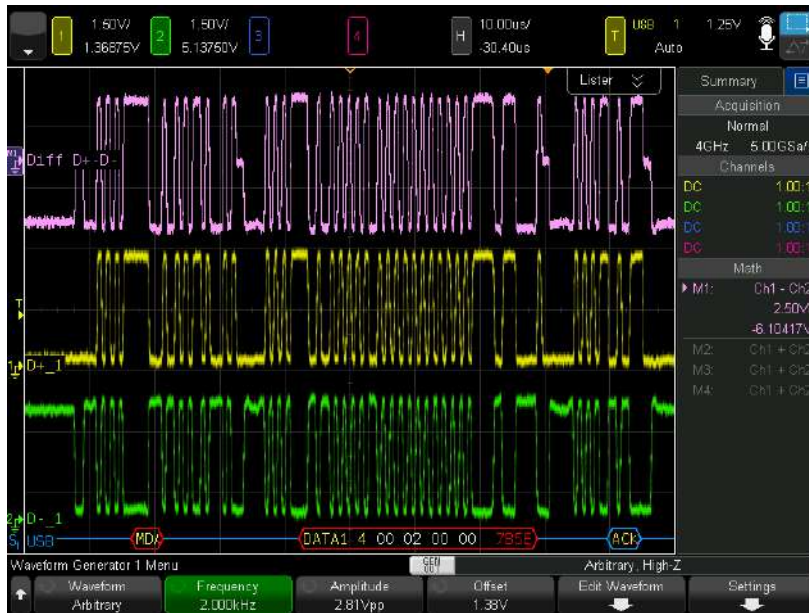 1 1.50V/ 1.36875V
2 1.50V/ 5.13750V
3
4
H 10.00us/ -30.40us
T USB 1 1.25V
Auto
Lister
Summary
Acquisition
Normal
4GHz 5.00GSa/
Channels
DC 1.00:1
DC 1.00:1
DC 1.00:1
DC 1.00:1
Math
M1: Ch1 - Ch2
2.50V
-6.10417V
M2: Ch1 + Ch2
M3: Ch1 + Ch2
M4: Ch1 + Ch2
M1 Diff D+-D-
T
1 D+_1
2 D-_1
S1 USB
MDA
DATA1 4 00 02 00 00 7B5E
ACK
Waveform Generator 1 Menu
GEN OUT
Arbitrary, High-Z
Waveform
Arbitrary
Frequency
2.000kHz
Amplitude
2.81Vpp
Offset
1.38V
Edit Waveform
Settings